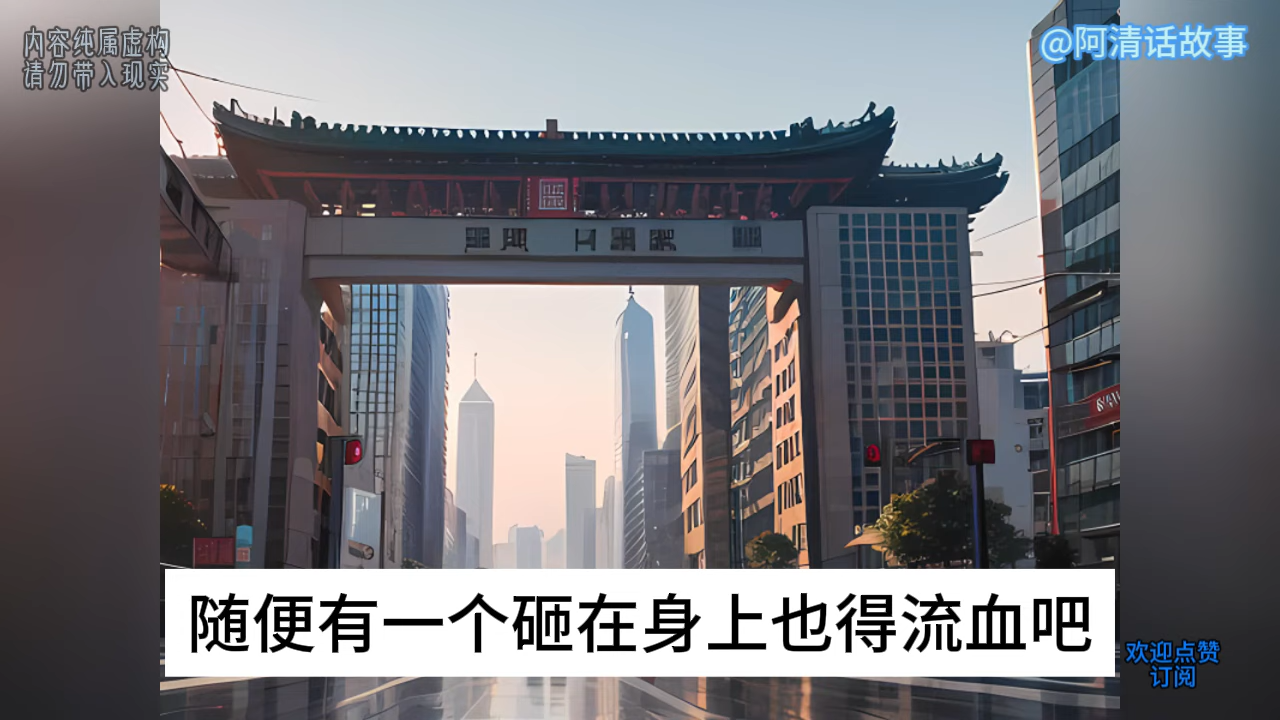 内容纯属虚构
请勿带入现实
@阿清话故事
随便有一个砸在身上也得流血吧
欢迎点赞
订阅